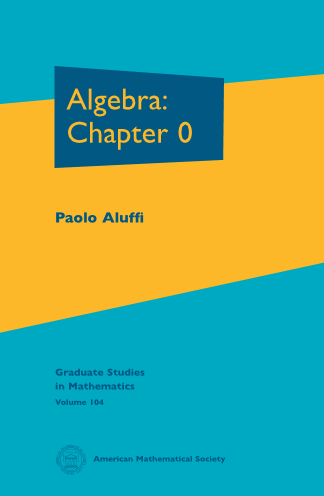 Algebra:
Chapter 0
Paolo Aluffi
Graduate Studies
in Mathematics
Volume 104
American Mathematical Society